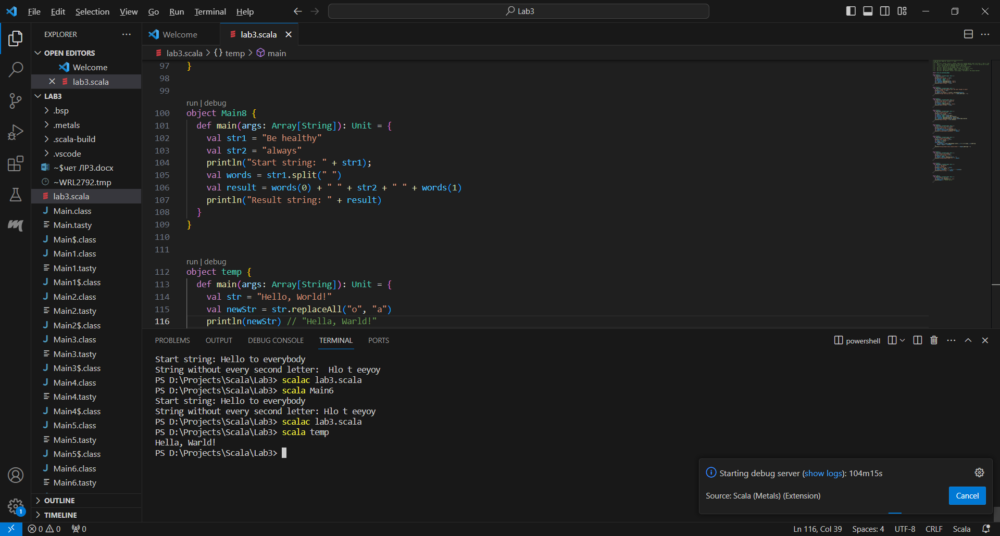 File Edit Selection View Go Run Terminal Help
Lab3
EXPLORER
OPEN EDITORS
Welcome
lab3.scala
LAB3
.bsp
.metals
.scala-build
.vscode
~$чет ЛР3.docx
~WRL2792.tmp
lab3.scala
Main.class
Main.tasty
Main$.class
Main1.class
Main1.tasty
Main1$.class
Main2.class
Main2.tasty
Main2$.class
Main3.class
Main3.tasty
Main3$.class
Main4.class
Main4.tasty
Main4$.class
Main5.class
Main5.tasty
Main5$.class
Main6.class
Main6.tasty
OUTLINE
TIMELINE
Welcome lab3.scala
lab3.scala > {} temp > main
97 }
98
99
run | debug
100 object Main8 {
101 def main(args: Array[String]): Unit = {
102 val str1 = "Be healthy"
103 val str2 = "always"
104 println("Start string: " + str1);
105 val words = str1.split(" ")
106 val result = words(0) + " " + str2 + " " + words(1)
107 println("Result string: " + result)
108 }
109 }
110
111
run | debug
112 object temp {
113 def main(args: Array[String]): Unit = {
114 val str = "Hello, World!"
115 val newStr = str.replaceAll("o", "a")
116 println(newStr) // "Hella, Warld!"
PROBLEMS OUTPUT DEBUG CONSOLE TERMINAL PORTS
powershell
Start string: Hello to everybody
String without every second letter:  Hlo t eeyoy
PS D:\Projects\Scala\Lab3> scalac lab3.scala
PS D:\Projects\Scala\Lab3> scala Main6
Start string: Hello to everybody
String without every second letter: Hlo t eeyoy
PS D:\Projects\Scala\Lab3> scalac lab3.scala
PS D:\Projects\Scala\Lab3> scala temp
Hella, Warld!
PS D:\Projects\Scala\Lab3>
Starting debug server (show logs): 104m15s
Source: Scala (Metals) (Extension)
Cancel
1
0 0 0
Ln 116, Col 39 Spaces: 4 UTF-8 CRLF Scala